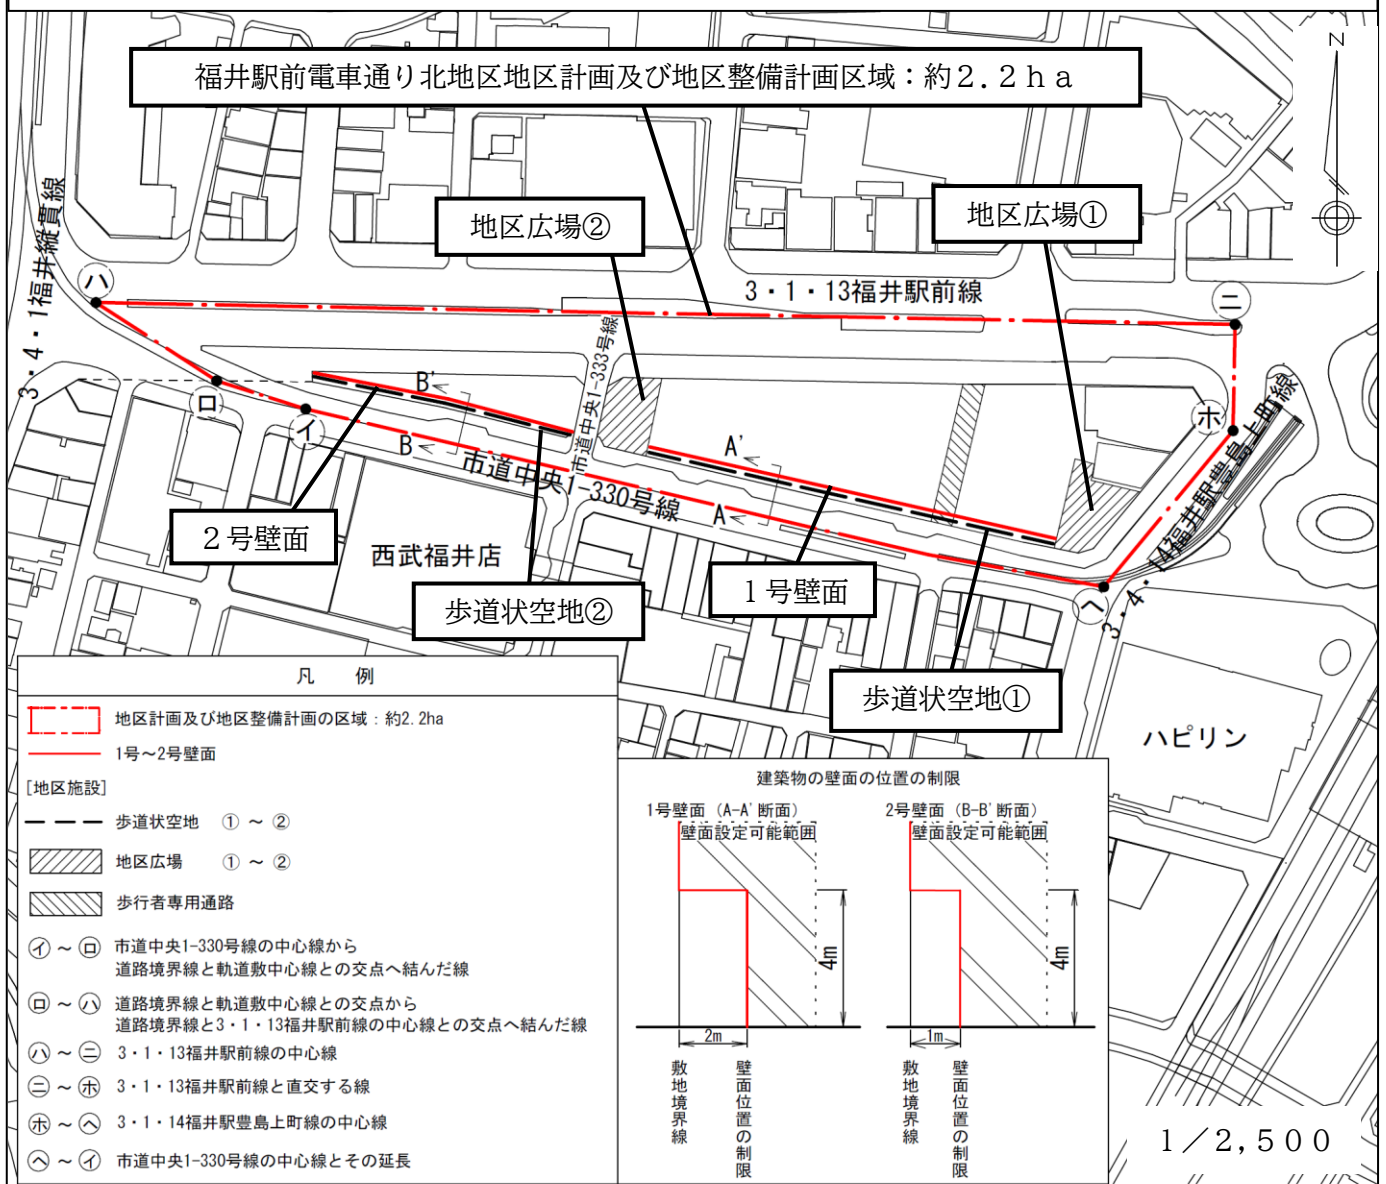 福井駅前電車通り北地区地区計画及び地区整備計画区域：約２.２ｈａ
N
地区広場②
地区広場①
3・4・1福井縦貫線
ハ
3・1・13福井駅前線
ニ
市道中央1-333号線
B'
ロ
イ
B
A'
ホ
市道中央1-330号線
A
3・4・14福井駅豊島上町線
２号壁面
西武福井店
１号壁面
歩道状空地②
ヘ
歩道状空地①
ハピリン
凡　例
地区計画及び地区整備計画の区域：約2.2ha
1号～2号壁面
[地区施設]
歩道状空地　①　～　②
地区広場　①　～　②
歩行者専用通路
イ　～　ロ　市道中央1-330号線の中心線から
道路境界線と軌道敷中心線との交点へ結んだ線
ロ　～　ハ　道路境界線と軌道敷中心線との交点から
道路境界線と3・1・13福井駅前線の中心線との交点へ結んだ線
ハ　～　ニ　3・1・13福井駅前線の中心線
ニ　～　ホ　3・1・13福井駅前線と直交する線
ホ　～　ヘ　3・1・14福井駅豊島上町線の中心線
ヘ　～　イ　市道中央1-330号線の中心線とその延長
建築物の壁面の位置の制限
1号壁面（A-A'断面）
壁面設定可能範囲
4m
2m
敷地境界線
壁面位置の制限
2号壁面（B-B'断面）
壁面設定可能範囲
4m
1m
敷地境界線
壁面位置の制限
１／２,５００